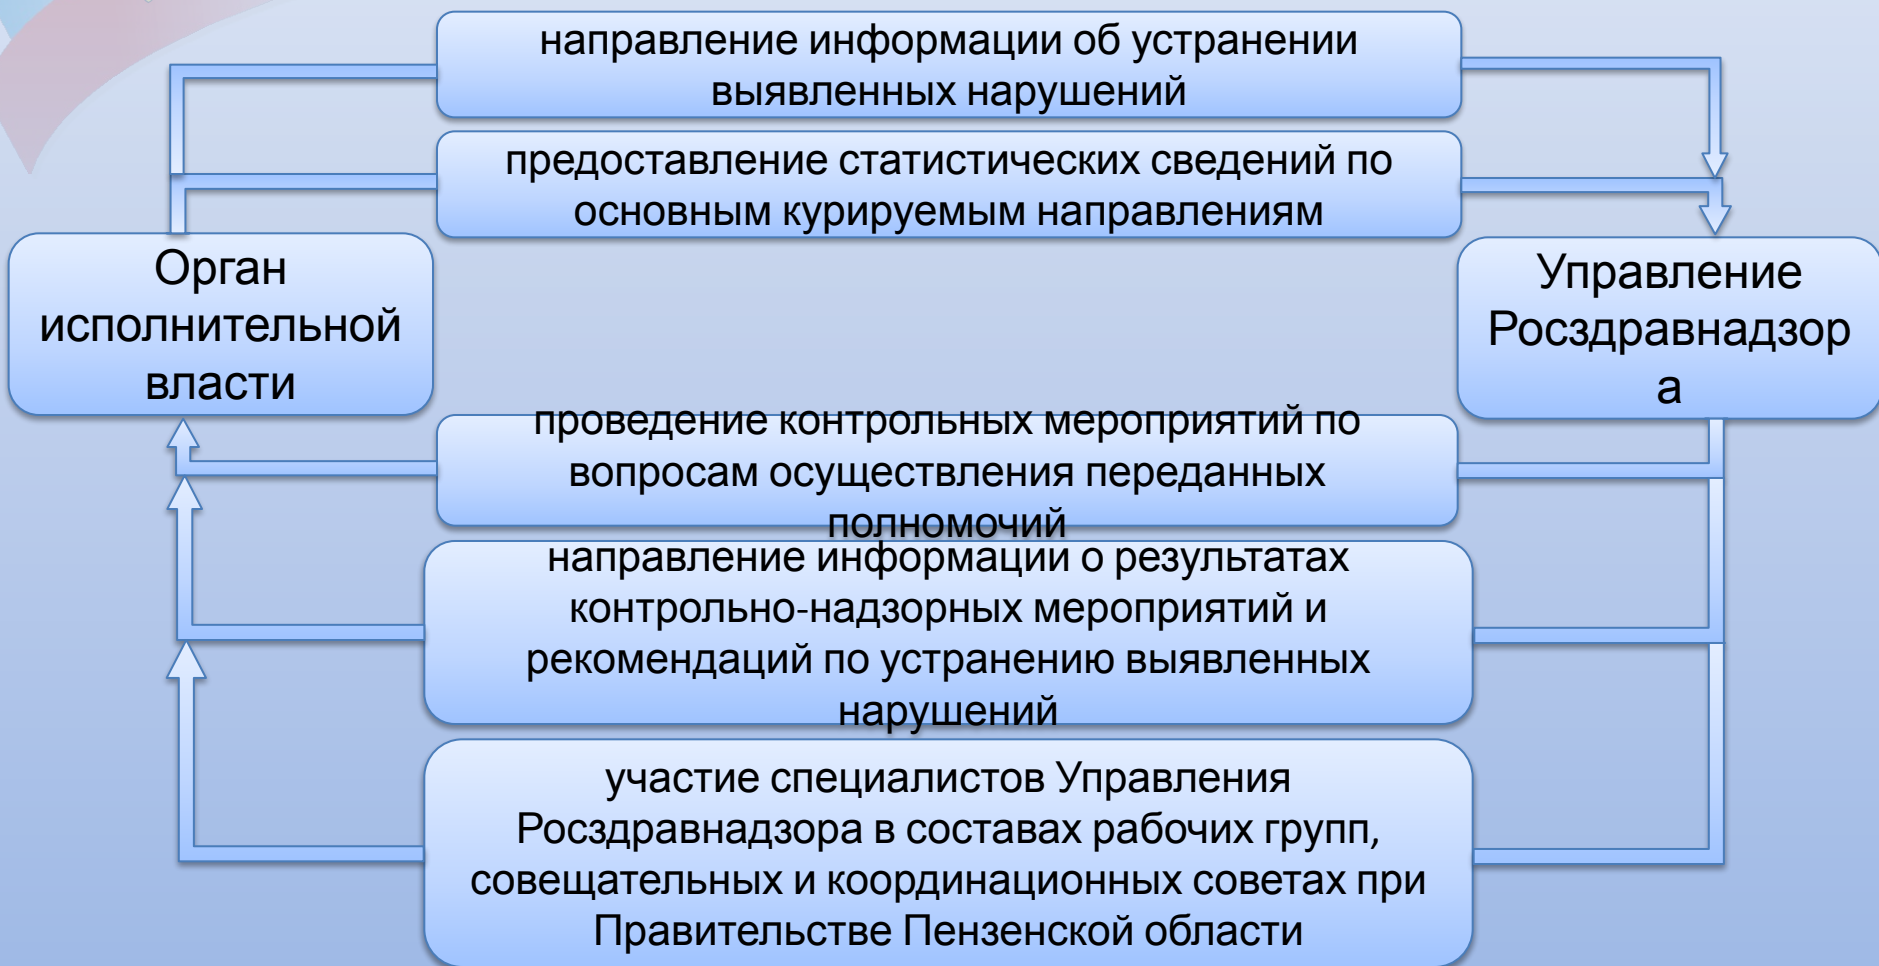 направление информации об устранении
выявленных нарушений
предоставление статистических сведений по
основным курируемым направлениям
Орган
исполнительной
власти
Управление
Росздравнадзор
а
проведение контрольных мероприятий по
вопросам осуществления переданных
полномочий
направление информации о результатах
контрольно-надзорных мероприятий и
рекомендаций по устранению выявленных
нарушений
участие специалистов Управления
Росздравнадзора в составах рабочих групп,
совещательных и координационных советах при
Правительстве Пензенской области